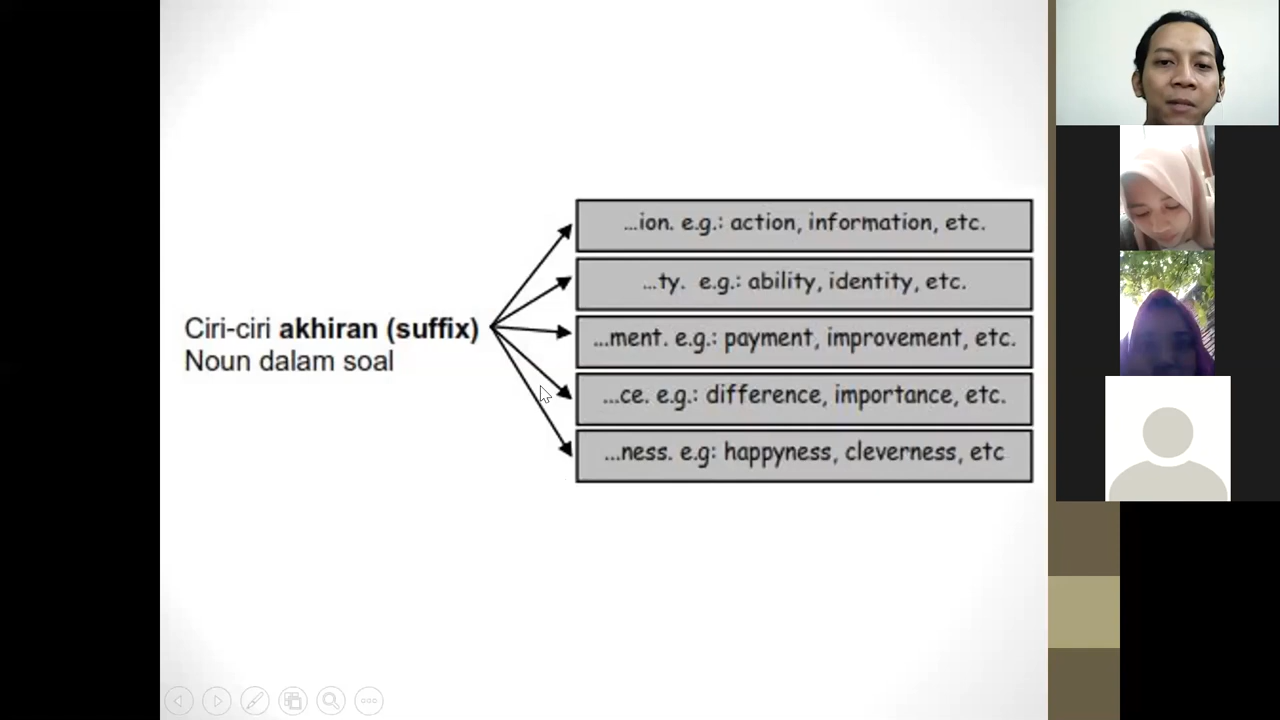 Ciri-ciri akhiran (suffix)
Noun dalam soal
...ion. e.g.: action, information, etc.
...ty. e.g.: ability, identity, etc.
...ment. e.g.: payment, improvement, etc.
...ce. e.g.: difference, importance, etc.
...ness. e.g: happyness, cleverness, etc